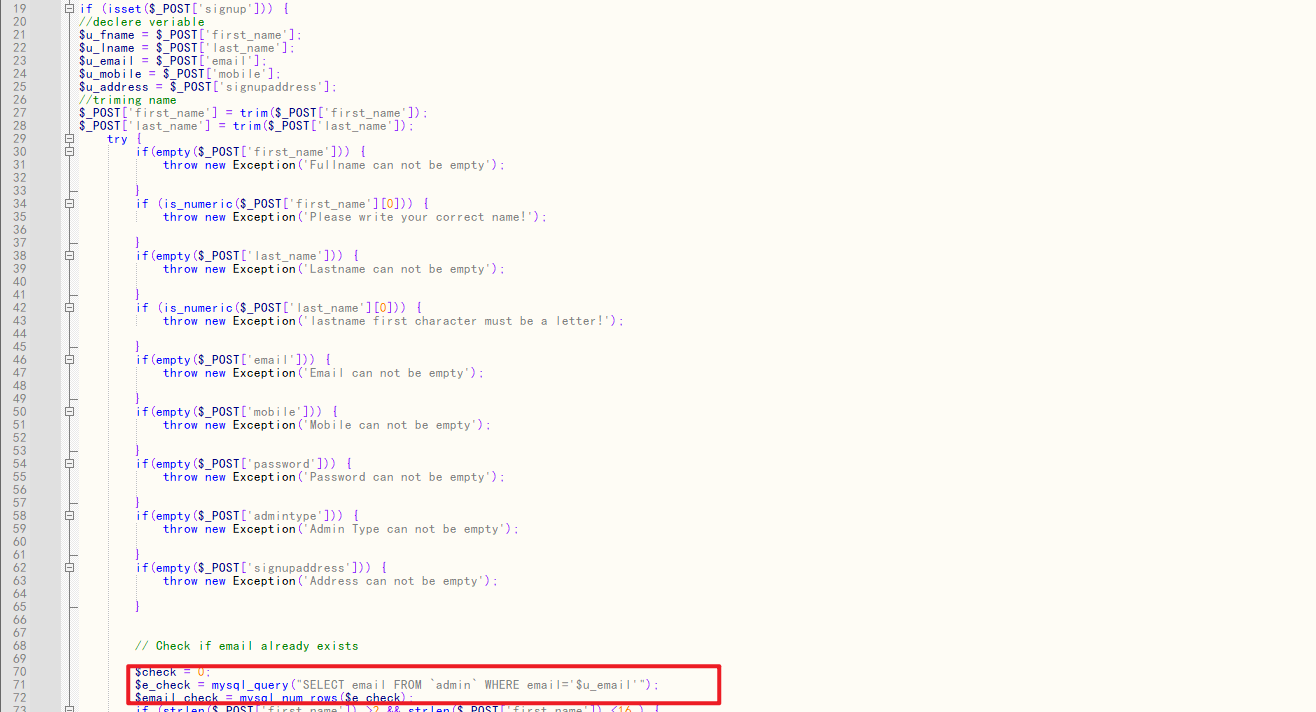 19 if (isset($_POST['signup'])) {
20 //declere veriable
21 $u_fname = $_POST['first_name'];
22 $u_lname = $_POST['last_name'];
23 $u_email = $_POST['email'];
24 $u_mobile = $_POST['mobile'];
25 $u_address = $_POST['signupaddress'];
26 //triming name
27 $_POST['first_name'] = trim($_POST['first_name']);
28 $_POST['last_name'] = trim($_POST['last_name']);
29 try {
30 if(empty($_POST['first_name'])) {
31 throw new Exception('Fullname can not be empty');
32
33 }
34 if (is_numeric($_POST['first_name'][0])) {
35 throw new Exception('Please write your correct name!');
36
37 }
38 if(empty($_POST['last_name'])) {
39 throw new Exception('Lastname can not be empty');
40
41 }
42 if (is_numeric($_POST['last_name'][0])) {
43 throw new Exception('lastname first character must be a letter!');
44
45 }
46 if(empty($_POST['email'])) {
47 throw new Exception('Email can not be empty');
48
49 }
50 if(empty($_POST['mobile'])) {
51 throw new Exception('Mobile can not be empty');
52
53 }
54 if(empty($_POST['password'])) {
55 throw new Exception('Password can not be empty');
56
57 }
58 if(empty($_POST['admintype'])) {
59 throw new Exception('Admin Type can not be empty');
60
61 }
62 if(empty($_POST['signupaddress'])) {
63 throw new Exception('Address can not be empty');
64
65 }
66
67
68 // Check if email already exists
69
70 $check = 0;
71 $e_check = mysql_query("SELECT email FROM `admin` WHERE email='$u_email'");
72 $email_check = mysql_num_rows($e_check);
73 if (strlen($_POST['first_name']) >2 && strlen($_POST['first_name']) <16 ) {